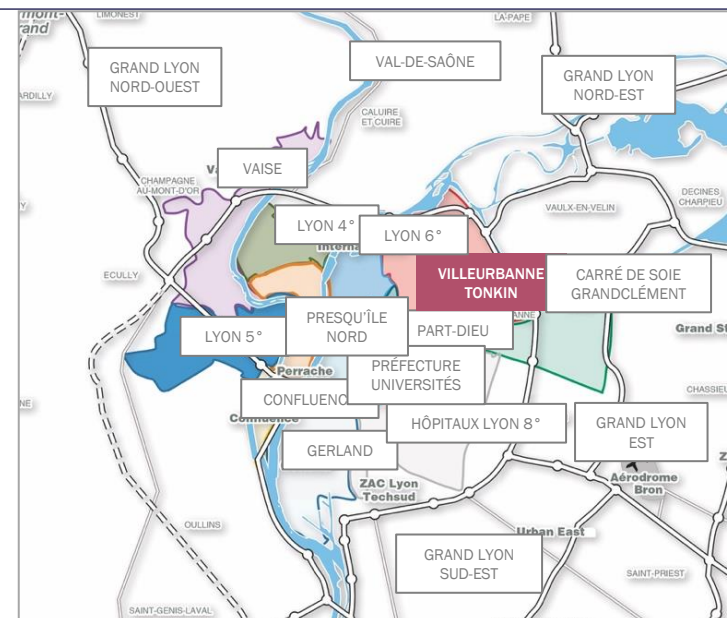 LIMONEST
LA-PAPE
rand
VAL-DE-SAÔNE
GRAND LYON
NORD-OUEST
GRAND LYON
NORD-EST
ARDILLY
CALUIRE
ET CUIRE
VAISE
CHAMPAGNE
AU-MONT-D'OR
DECINES
CHARPIEU
VAULX-EN-VELIN
LYON 4°
LYON 6°
Interna
ECULLY
VILLEURBANNE
TONKIN
CARRÉ DE SOIE
GRANDCLÉMENT
PRESQU'ÎLE
NORD
ANNE
LYON 5°
PART-DIEU
Grand St
Perrache
PRÉFECTURE
UNIVERSITÉS
CHASSIEU
NE
CONFLUENC
Confluence
HÔPITAUX LYON 8°
GRAND LYON
EST
GERLAND
Aérodrome
Bron
ZAC Lyon
Techsud
OULLINS
Urban East
GRAND LYON
SUD-EST
SAINT-PRIEST
SAINT-GENIS-LAVAL